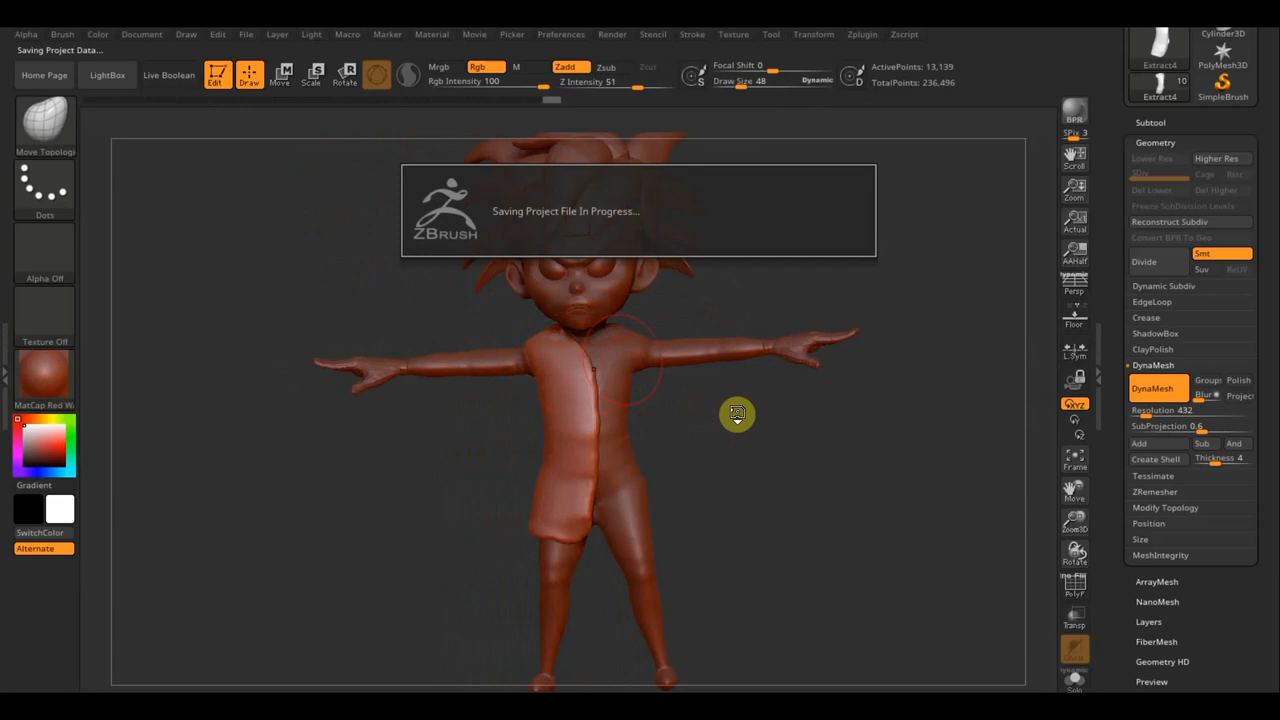 Alpha Brush Color Document Draw Edit File Layer Light Macro Marker Material Movie Picker Preferences Render Stencil Stroke Texture Tool Transform Zplugin Zscript
Saving Project Data...
Home Page LightBox Live Boolean Edit Draw Move Scale Rotate
Mrgb Rgb M Zadd Zsub Zcut
Rgb Intensity 100 Z Intensity 51
Focal Shift 0
Draw Size 48 Dynamic
S D
ActivePoints: 13,139
TotalPoints: 236,496
Move Topologi
Dots
Alpha Off
Texture Off
MatCap Red Wa
Gradient
SwitchColor
Alternate
ZBRUSH
Saving Project File In Progress...
BPR
SPix 3
Scroll
Zoom
Actual
AAHalf
Dynamic
Persp
Floor
L.Sym
XYZ
Y
Z
Frame
Move
Zoom3D
Rotate
PolyF
Transp
Solo
Cylinder3D
Extract4 PolyMesh3D
10
Extract4 SimpleBrush
Subtool
Geometry
Lower Res Higher Res
SDiv Cage Rstr
Del Lower Del Higher
Freeze SubDivision Levels
Reconstruct Subdiv
Convert BPR To Geo
Divide Smt
Suv ReUV
Dynamic Subdiv
EdgeLoop
Crease
ShadowBox
ClayPolish
DynaMesh
DynaMesh Groups Polish
Blur Project
Resolution 432
SubProjection 0.6
Add Sub And
Create Shell Thickness 4
Tessimate
ZRemesher
Modify Topology
Position
Size
MeshIntegrity
ArrayMesh
NanoMesh
Layers
FiberMesh
Geometry HD
Preview